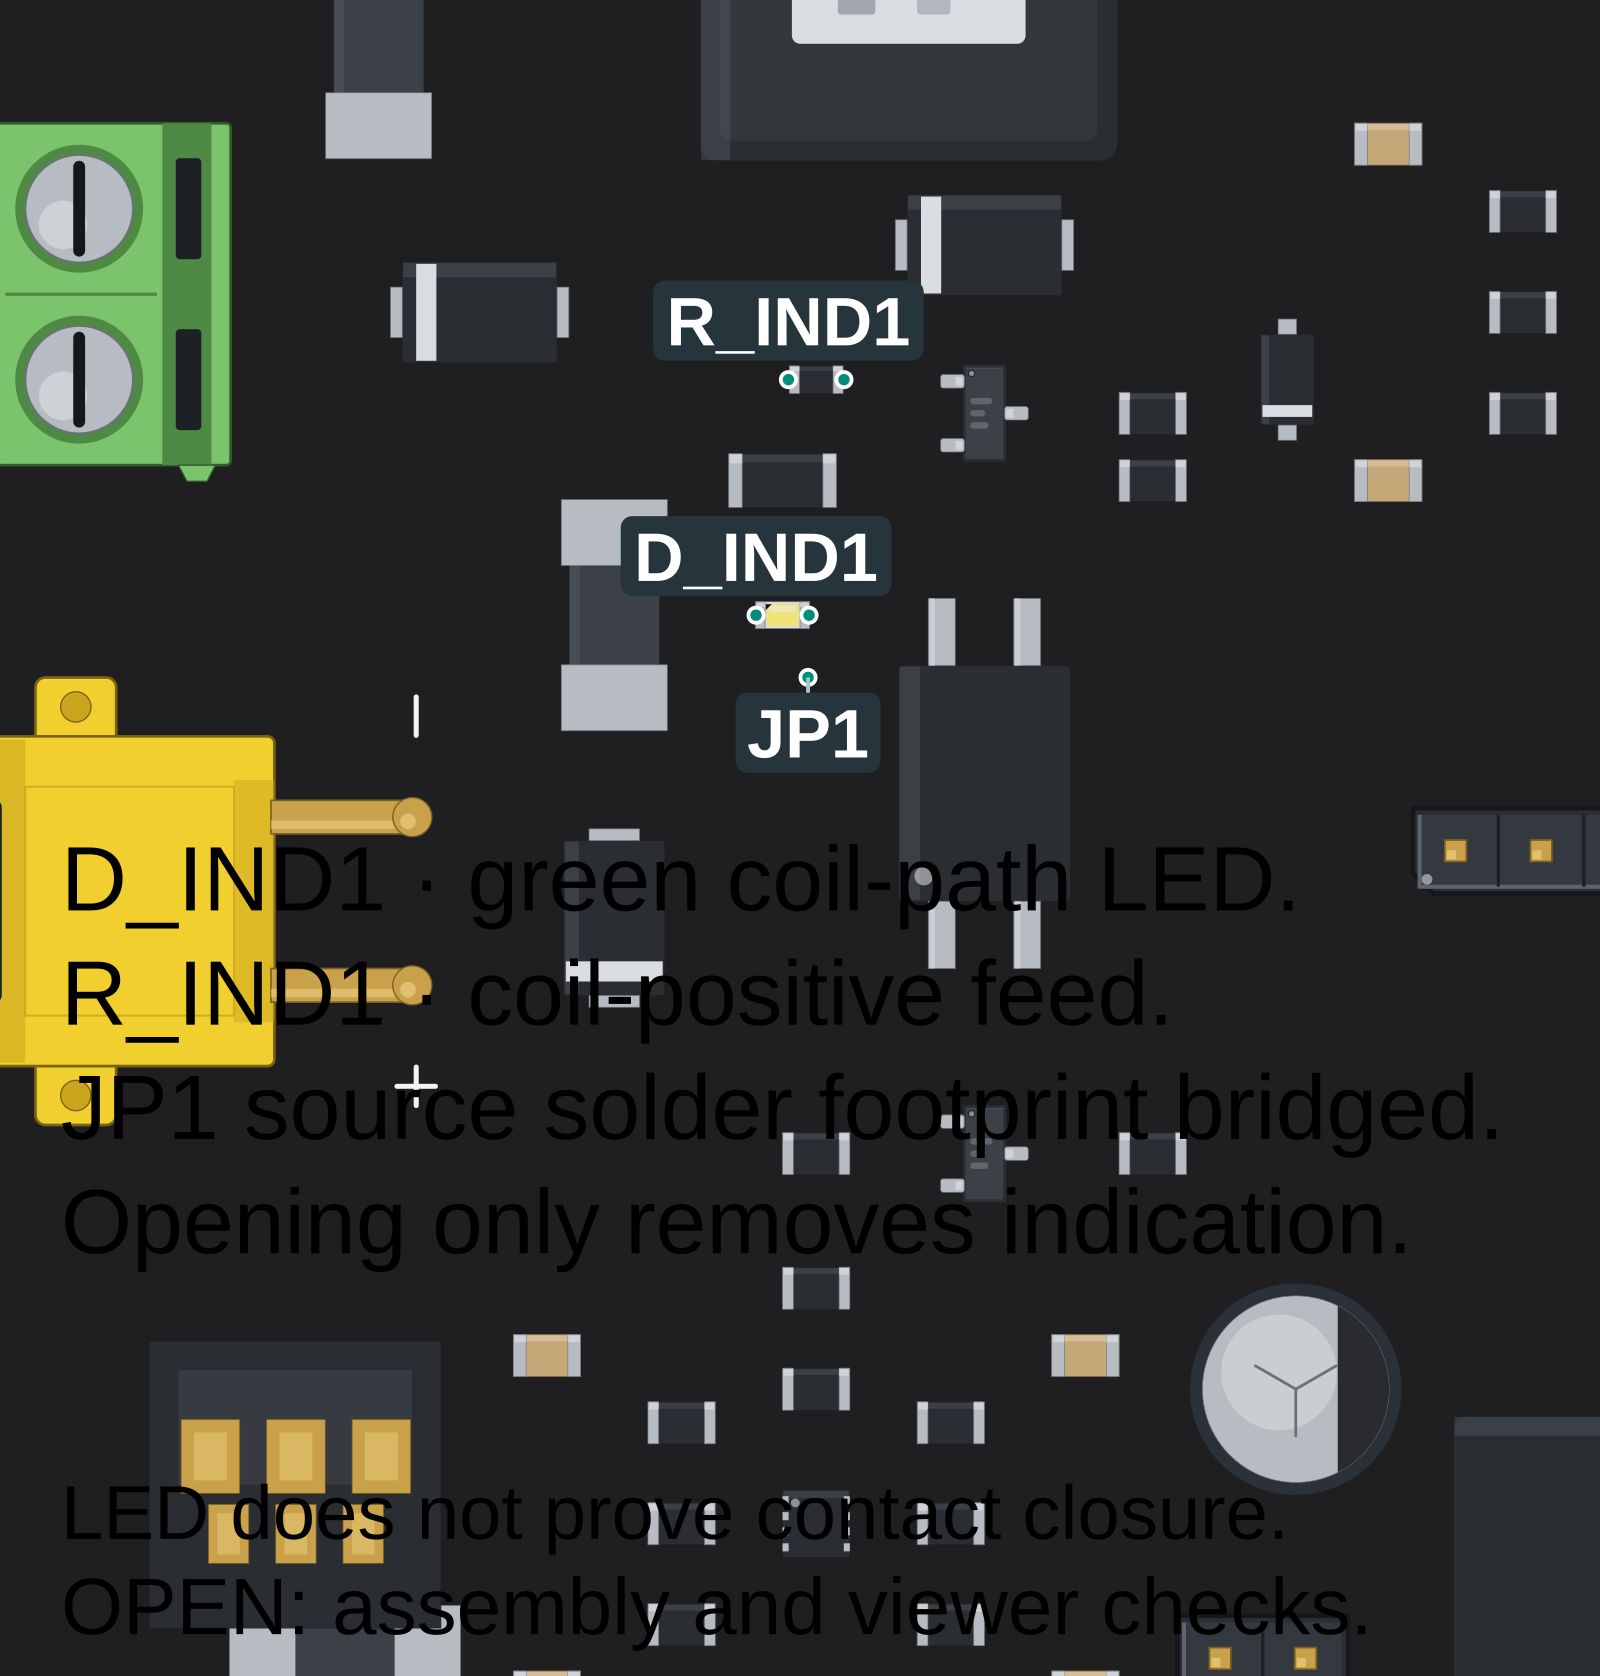 R_IND1
D_IND1
JP1
D_IND1 · green coil-path LED.
R_IND1 · coil positive feed.
JP1 source solder footprint bridged.
Opening only removes indication.
LED does not prove contact closure.
OPEN: assembly and viewer checks.